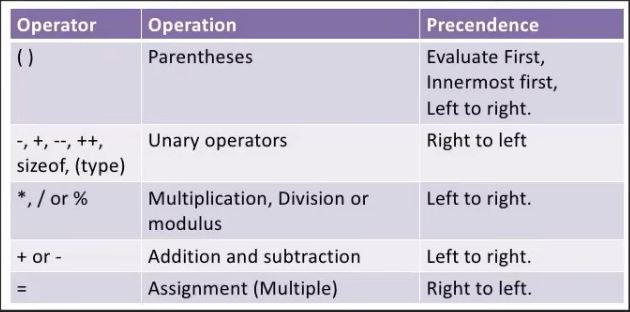 Operator Operation Precendence
( ) Parentheses Evaluate First,
Innermost first,
Left to right.
-, +, --, ++, Unary operators Right to left
sizeof, (type)
*, / or % Multiplication, Division or Left to right.
modulus
+ or - Addition and subtraction Left to right.
= Assignment (Multiple) Right to left.